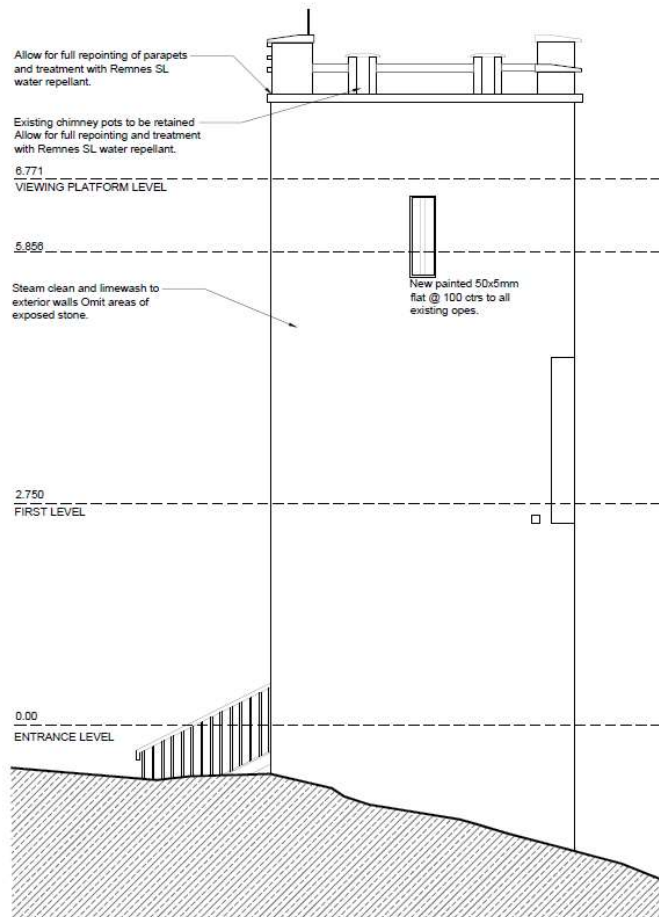 Allow for full repointing of parapets
and treatment with Remnes SL
water repellant.
Existing chimney pots to be retained
Allow for full repointing and treatment
with Remnes SL water repellant.
6.771
VIEWING PLATFORM LEVEL
5.856
Steam clean and limewash to
exterior walls Omit areas of
exposed stone.
New painted 50x5mm
flat @ 100 ctrs to all
existing opes.
2.750
FIRST LEVEL
0.00
ENTRANCE LEVEL